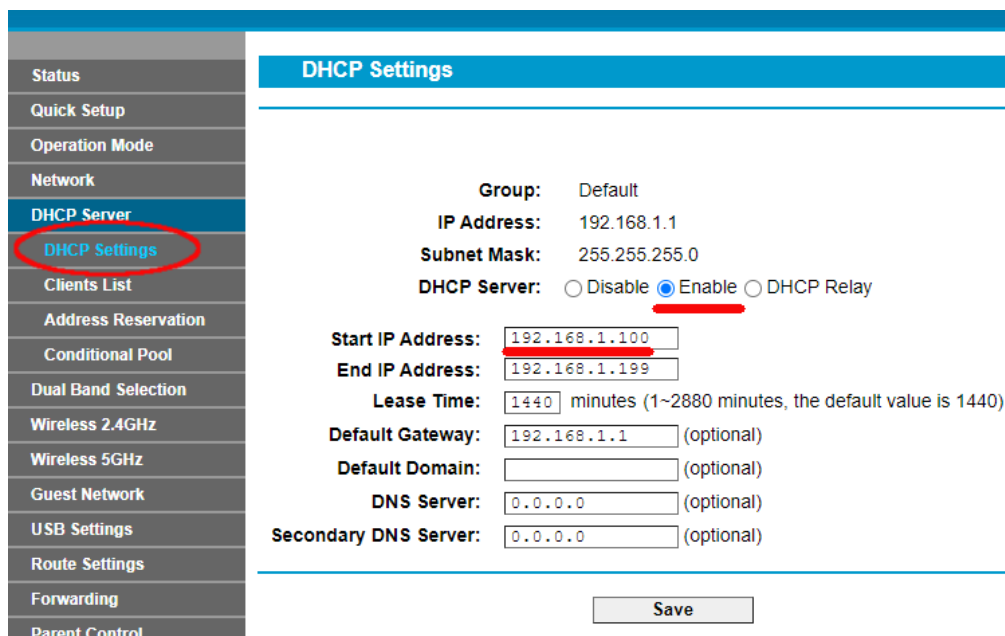 Status
Quick Setup
Operation Mode
Network
DHCP Server
DHCP Settings
Clients List
Address Reservation
Conditional Pool
Dual Band Selection
Wireless 2.4GHz
Wireless 5GHz
Guest Network
USB Settings
Route Settings
Forwarding
Parent Control
DHCP Settings
Group: Default
IP Address: 192.168.1.1
Subnet Mask: 255.255.255.0
DHCP Server: Disable Enable DHCP Relay
Start IP Address: 192.168.1.100
End IP Address: 192.168.1.199
Lease Time: 1440 minutes (1~2880 minutes, the default value is 1440)
Default Gateway: 192.168.1.1 (optional)
Default Domain: (optional)
DNS Server: 0.0.0.0 (optional)
Secondary DNS Server: 0.0.0.0 (optional)
Save